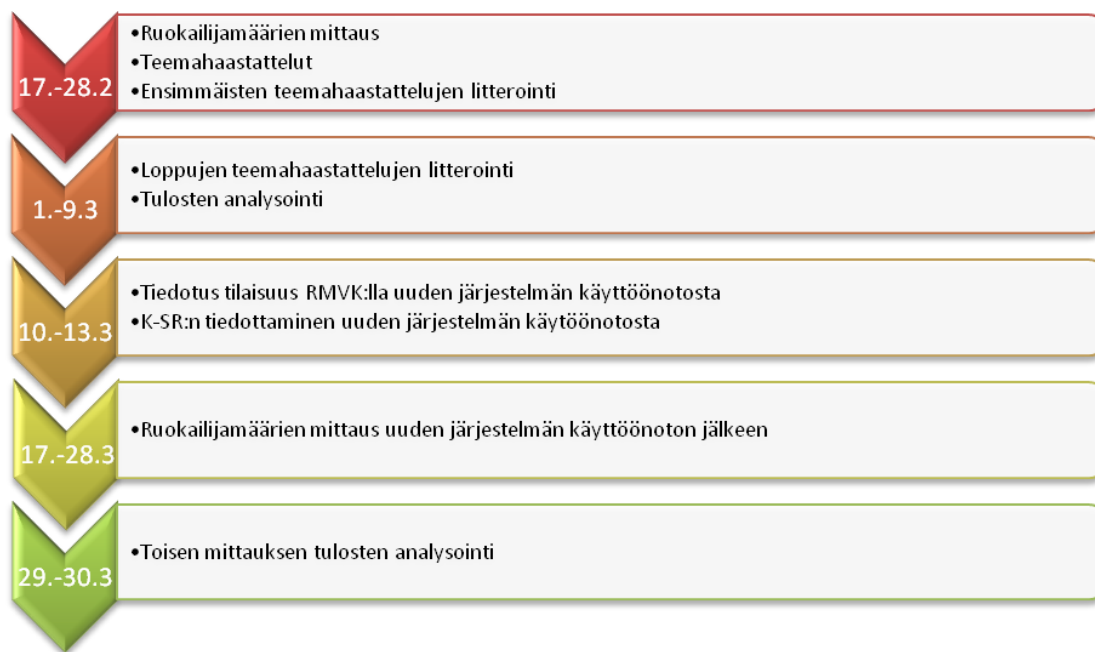 17.-28.2
•Ruokailijamäärien mittaus
•Teemahaastattelut
•Ensimmäisten teemahaastattelujen litterointi
1.-9.3
•Loppujen teemahaastattelujen litterointi
•Tulosten analysointi
10.-13.3
•Tiedotus tilaisuus RMVK:lla uuden järjestelmän käyttöönotosta
•K-SR:n tiedottaminen uuden järjestelmän käytöönotosta
17.-28.3
•Ruokailijamäärien mittaus uuden järjestelmän käyttöönoton jälkeen
29.-30.3
•Toisen mittauksen tulosten analysointi